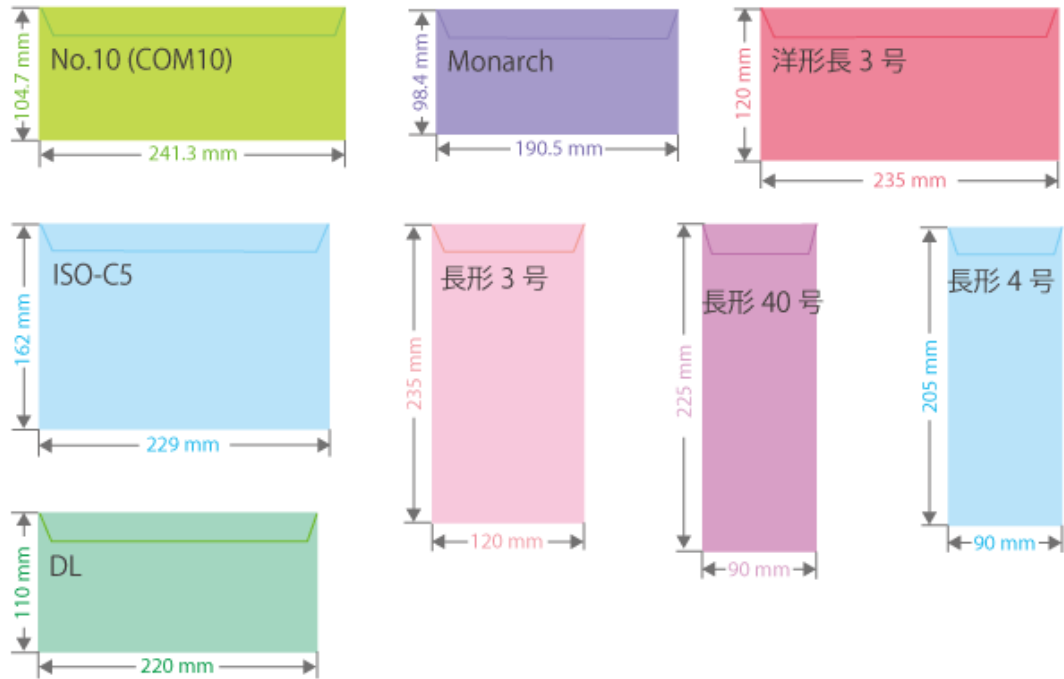 104.7 mm
No.10 (COM10)
241.3 mm
98.4 mm
Monarch
190.5 mm
120 mm
洋形長 3 号
235 mm
162 mm
ISO-C5
229 mm
235 mm
長形 3 号
120 mm
225 mm
長形 40 号
90 mm
205 mm
長形 4 号
90 mm
110 mm
DL
220 mm